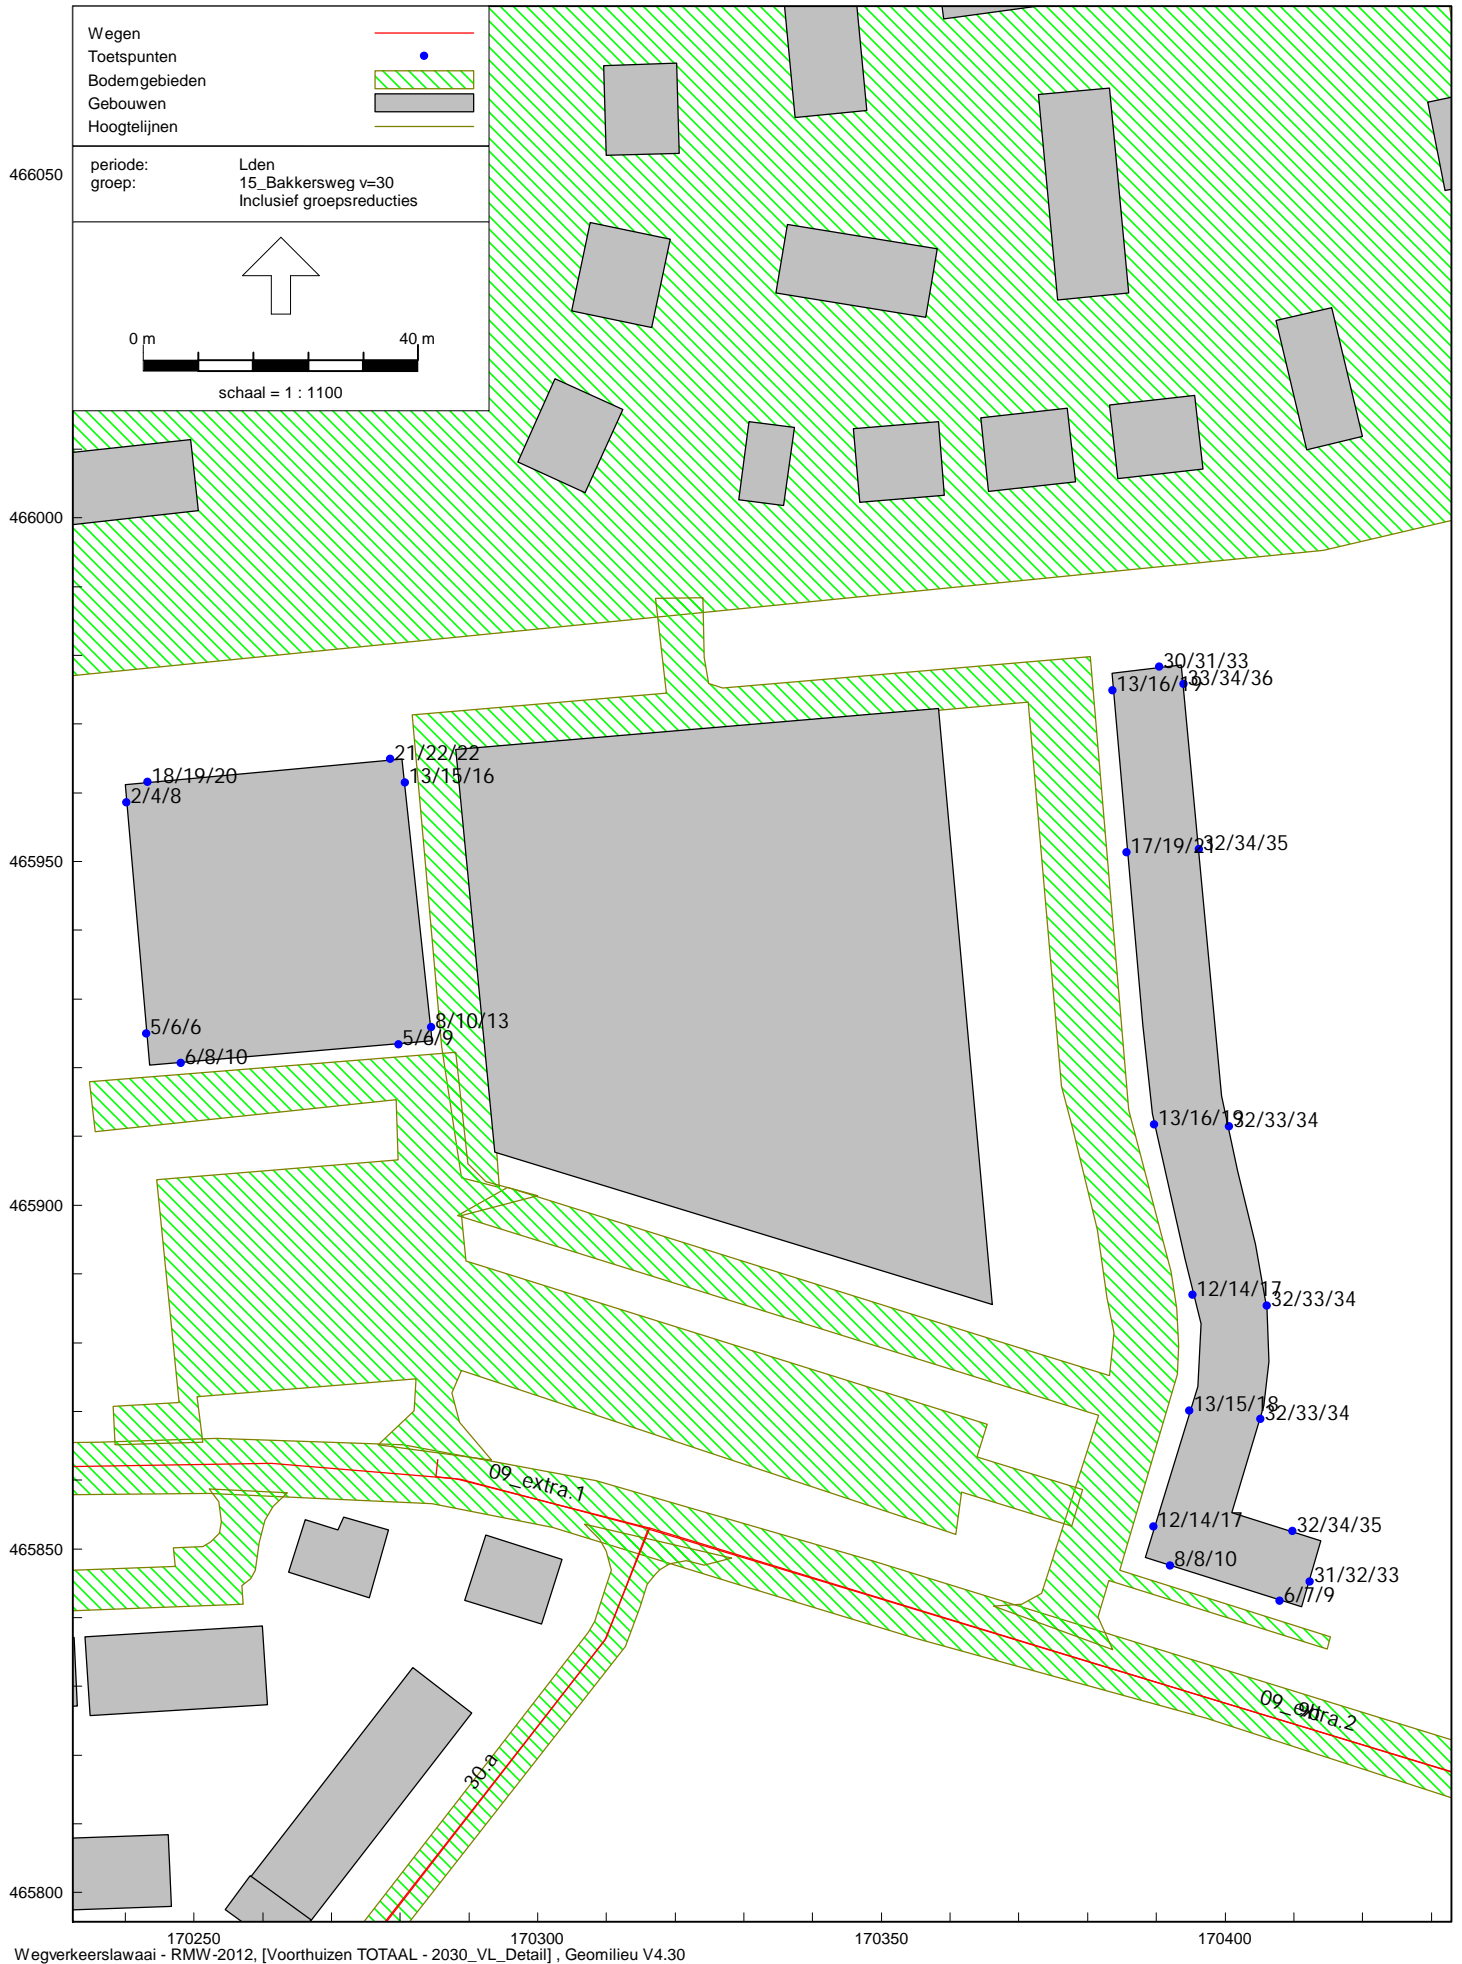 Wegen
Toetspunten
Bodemgebieden
Gebouwen
Hoogtelijnen
periode: Lden
groep: 15_Bakkersweg v=30
Inclusief groepsreducties
0 m 40 m
schaal = 1 : 1100
466050
466000
465950
465900
465850
465800
30/31/33
33/34/36
13/16/19
21/22/22
18/19/20
13/15/16
2/4/8
17/19/21
32/34/35
5/6/6
8/10/13
5/6/9
6/8/10
13/16/19
32/33/34
12/14/17
32/33/34
13/15/18
32/33/34
09_extra.1
12/14/17
32/34/35
8/8/10
31/32/33
6/7/9
09_extra.2
30.a
170250 170300 170350 170400
Wegverkeerslawaai - RMW-2012, [Voorthuizen TOTAAL - 2030_VL_Detail] , Geomilieu V4.30